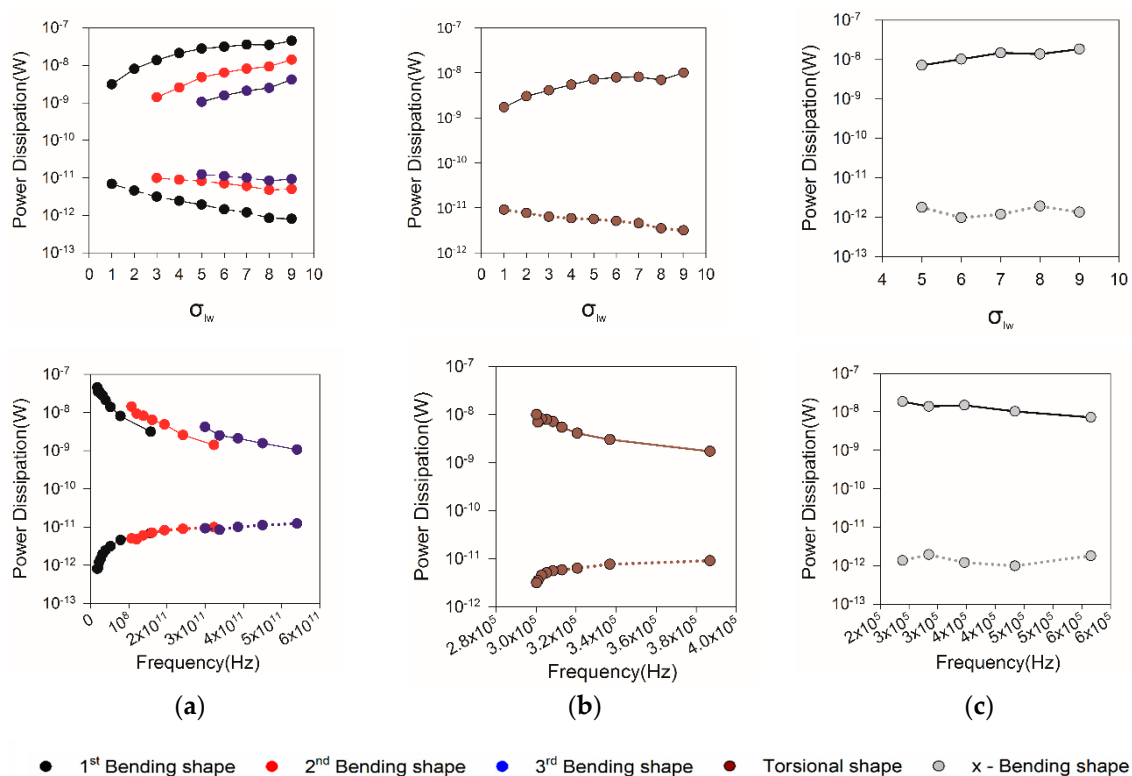 Power Dissipation(W)
10⁻⁷
10⁻⁸
10⁻⁹
10⁻¹⁰
10⁻¹¹
10⁻¹²
10⁻¹³
0 1 2 3 4 5 6 7 8 9 10
σlw
Power Dissipation(W)
10⁻⁷
10⁻⁸
10⁻⁹
10⁻¹⁰
10⁻¹¹
10⁻¹²
0 1 2 3 4 5 6 7 8 9 10
σlw
Power Dissipation(W)
10⁻⁷
10⁻⁸
10⁻⁹
10⁻¹⁰
10⁻¹¹
10⁻¹²
10⁻¹³
4 5 6 7 8 9 10
σlw
Power Dissipation(W)
10⁻⁷
10⁻⁸
10⁻⁹
10⁻¹⁰
10⁻¹¹
10⁻¹²
10⁻¹³
0 10⁸ 2x10¹¹ 3x10¹¹ 4x10¹¹ 5x10¹¹ 6x10¹¹
Frequency(Hz)
(a)
Power Dissipation(W)
10⁻⁷
10⁻⁸
10⁻⁹
10⁻¹⁰
10⁻¹¹
10⁻¹²
2.8x10⁵ 3.0x10⁵ 3.2x10⁵ 3.4x10⁵ 3.6x10⁵ 3.8x10⁵ 4.0x10⁵
Frequency(Hz)
(b)
Power Dissipation(W)
10⁻⁷
10⁻⁸
10⁻⁹
10⁻¹⁰
10⁻¹¹
10⁻¹²
10⁻¹³
2x10⁵ 3x10⁵ 3x10⁵ 4x10⁵ 4x10⁵ 5x10⁵ 5x10⁵ 6x10⁵ 6x10⁵
Frequency(Hz)
(c)
1ˢᵗ Bending shape 2ⁿᵈ Bending shape 3ʳᵈ Bending shape Torsional shape x - Bending shape